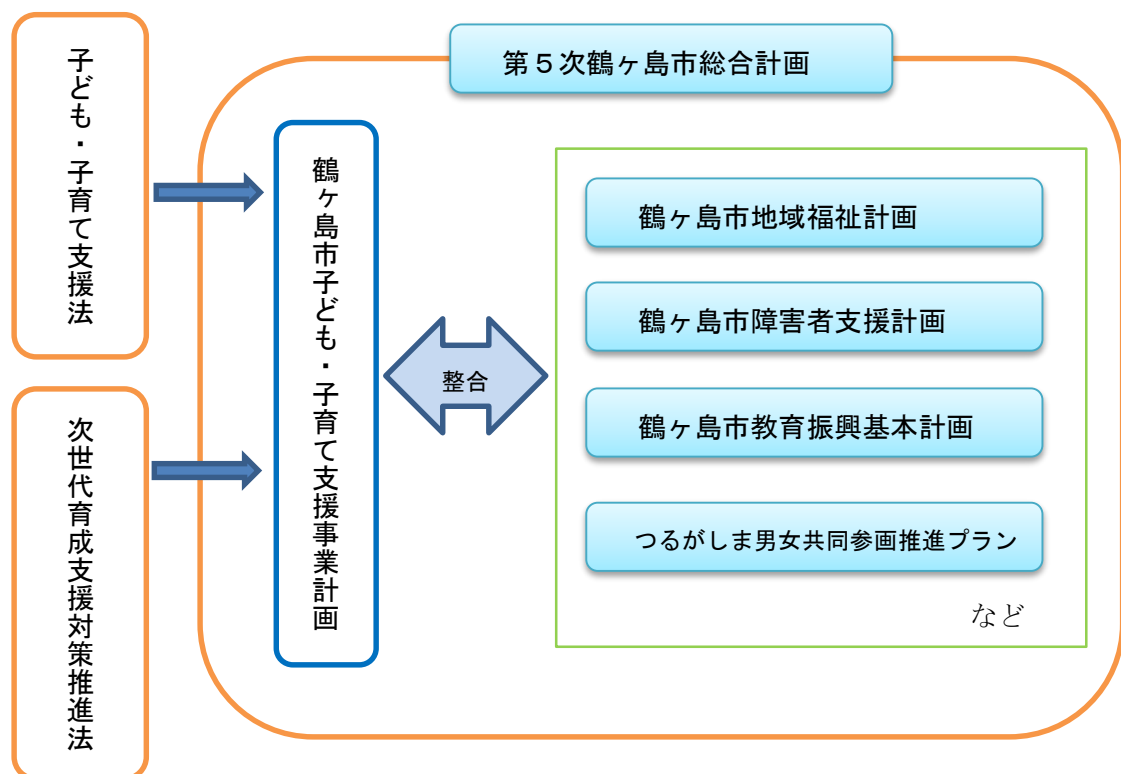 第５次鶴ヶ島市総合計画
子ども・子育て支援法
次世代育成支援対策推進法
鶴ヶ島市子ども・子育て支援事業計画
整合
鶴ヶ島市地域福祉計画
鶴ヶ島市障害者支援計画
鶴ヶ島市教育振興基本計画
つるがしま男女共同参画推進プラン
など